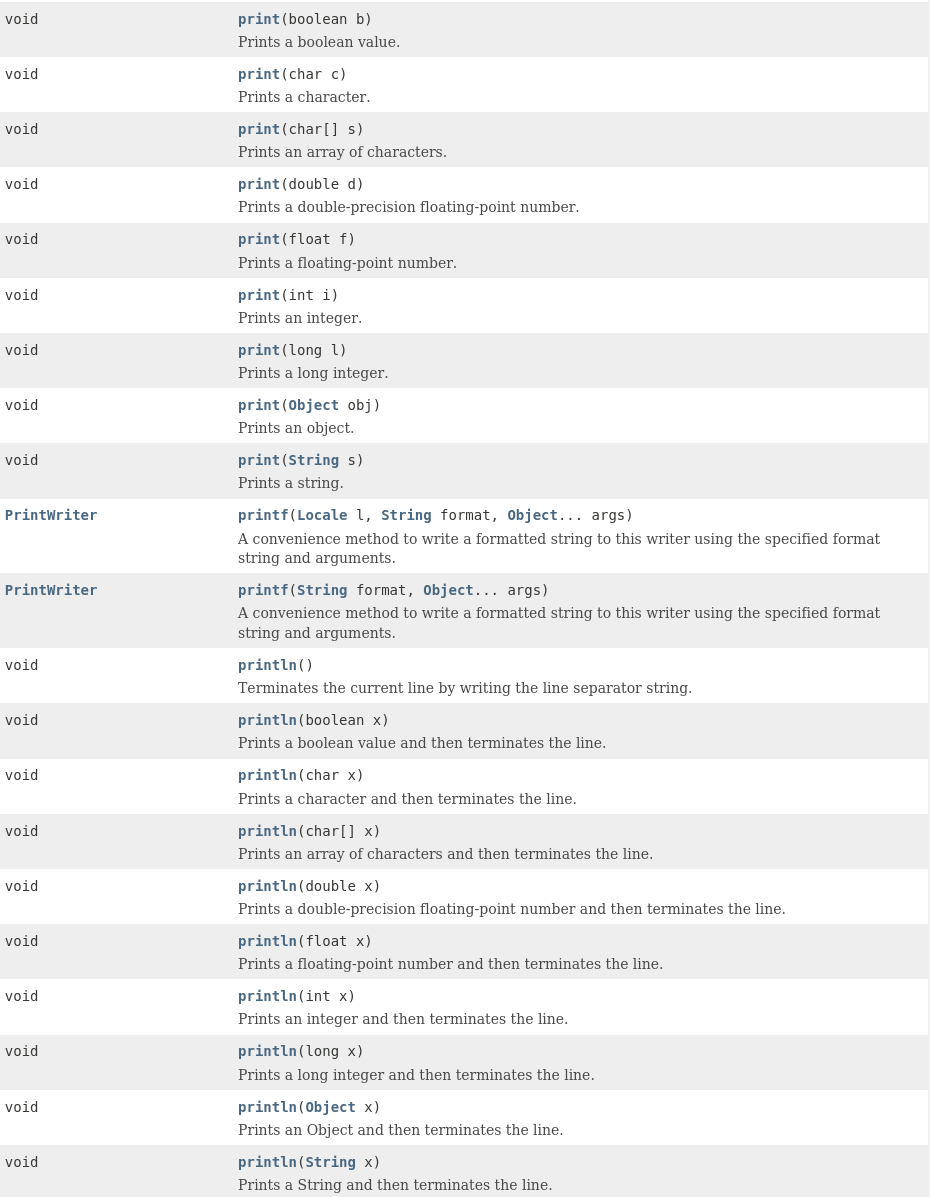 void print(boolean b)
Prints a boolean value.
void print(char c)
Prints a character.
void print(char[] s)
Prints an array of characters.
void print(double d)
Prints a double-precision floating-point number.
void print(float f)
Prints a floating-point number.
void print(int i)
Prints an integer.
void print(long l)
Prints a long integer.
void print(Object obj)
Prints an object.
void print(String s)
Prints a string.
PrintWriter printf(Locale l, String format, Object... args)
A convenience method to write a formatted string to this writer using the specified format
string and arguments.
PrintWriter printf(String format, Object... args)
A convenience method to write a formatted string to this writer using the specified format
string and arguments.
void println()
Terminates the current line by writing the line separator string.
void println(boolean x)
Prints a boolean value and then terminates the line.
void println(char x)
Prints a character and then terminates the line.
void println(char[] x)
Prints an array of characters and then terminates the line.
void println(double x)
Prints a double-precision floating-point number and then terminates the line.
void println(float x)
Prints a floating-point number and then terminates the line.
void println(int x)
Prints an integer and then terminates the line.
void println(long x)
Prints a long integer and then terminates the line.
void println(Object x)
Prints an Object and then terminates the line.
void println(String x)
Prints a String and then terminates the line.